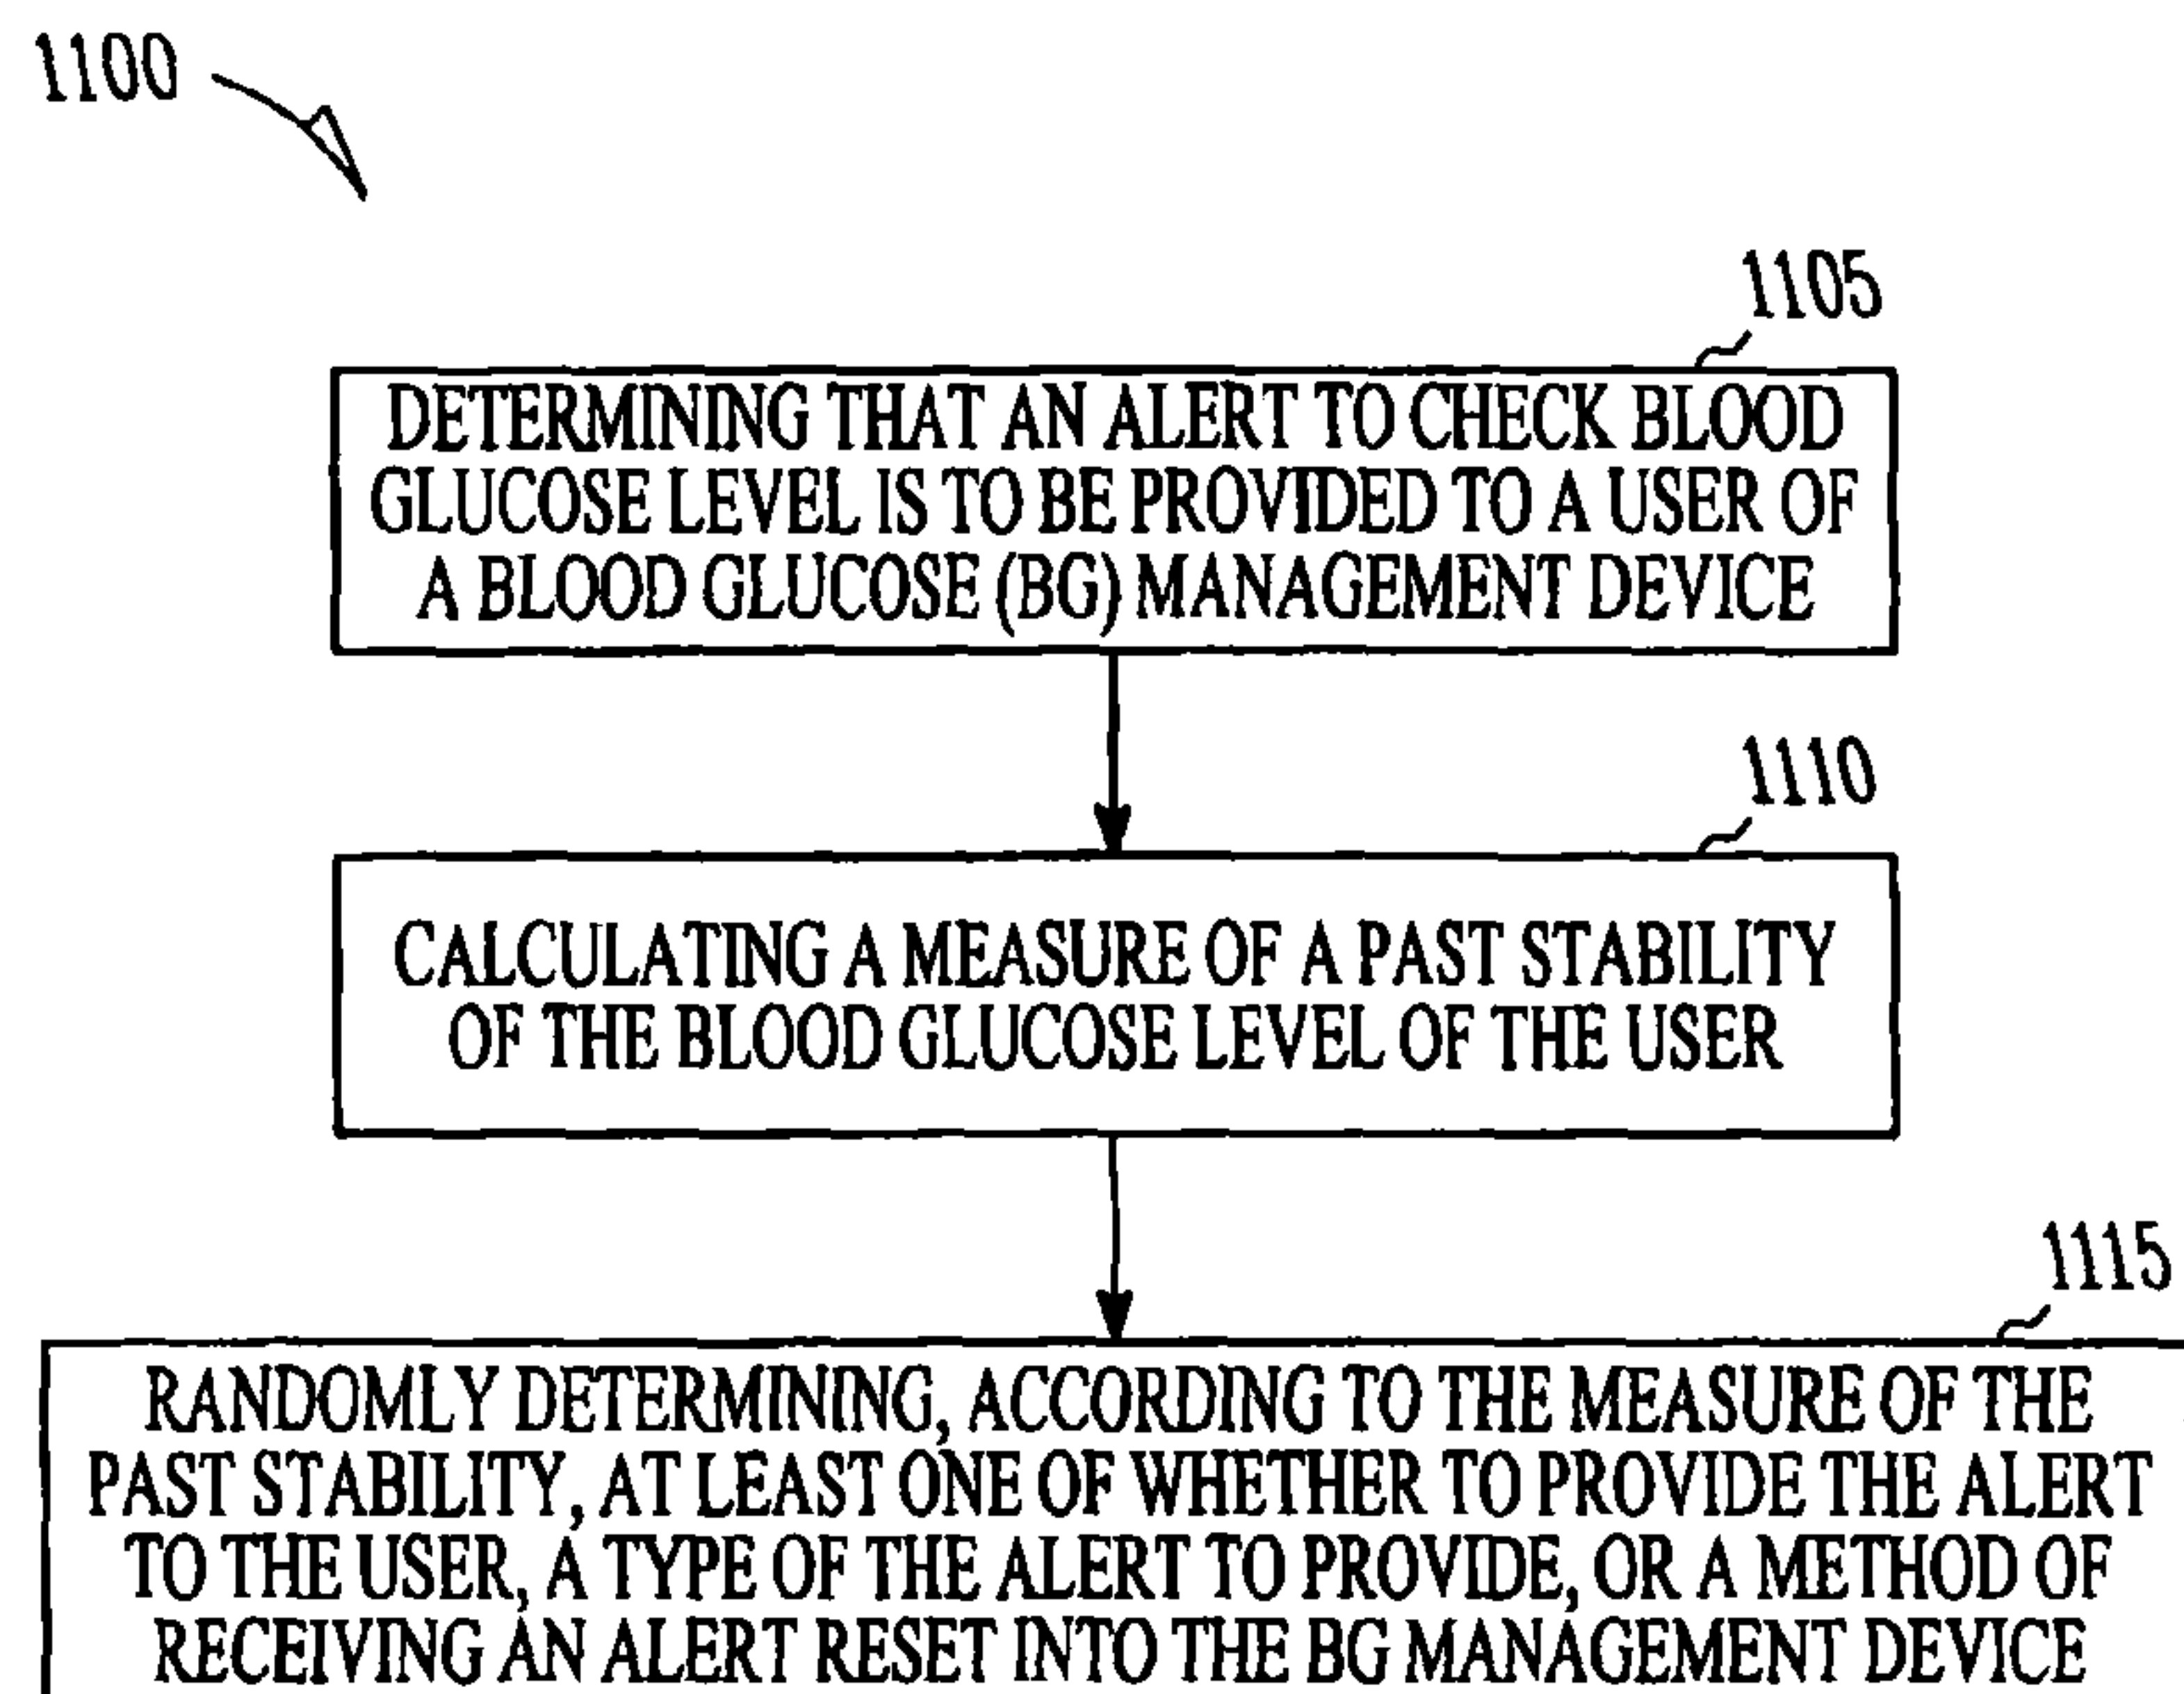 1100
1105
DETERMINING THAT AN ALERT TO CHECK BLOOD
GLUCOSE LEVEL IS TO BE PROVIDED TO A USER OF
A BLOOD GLUCOSE (BG) MANAGEMENT DEVICE
1110
CALCULATING A MEASURE OF A PAST STABILITY
OF THE BLOOD GLUCOSE LEVEL OF THE USER
1115
RANDOMLY DETERMINING, ACCORDING TO THE MEASURE OF THE
PAST STABILITY, AT LEAST ONE OF WHETHER TO PROVIDE THE ALERT
TO THE USER, A TYPE OF THE ALERT TO PROVIDE, OR A METHOD OF
RECEIVING AN ALERT RESET INTO THE BG MANAGEMENT DEVICE